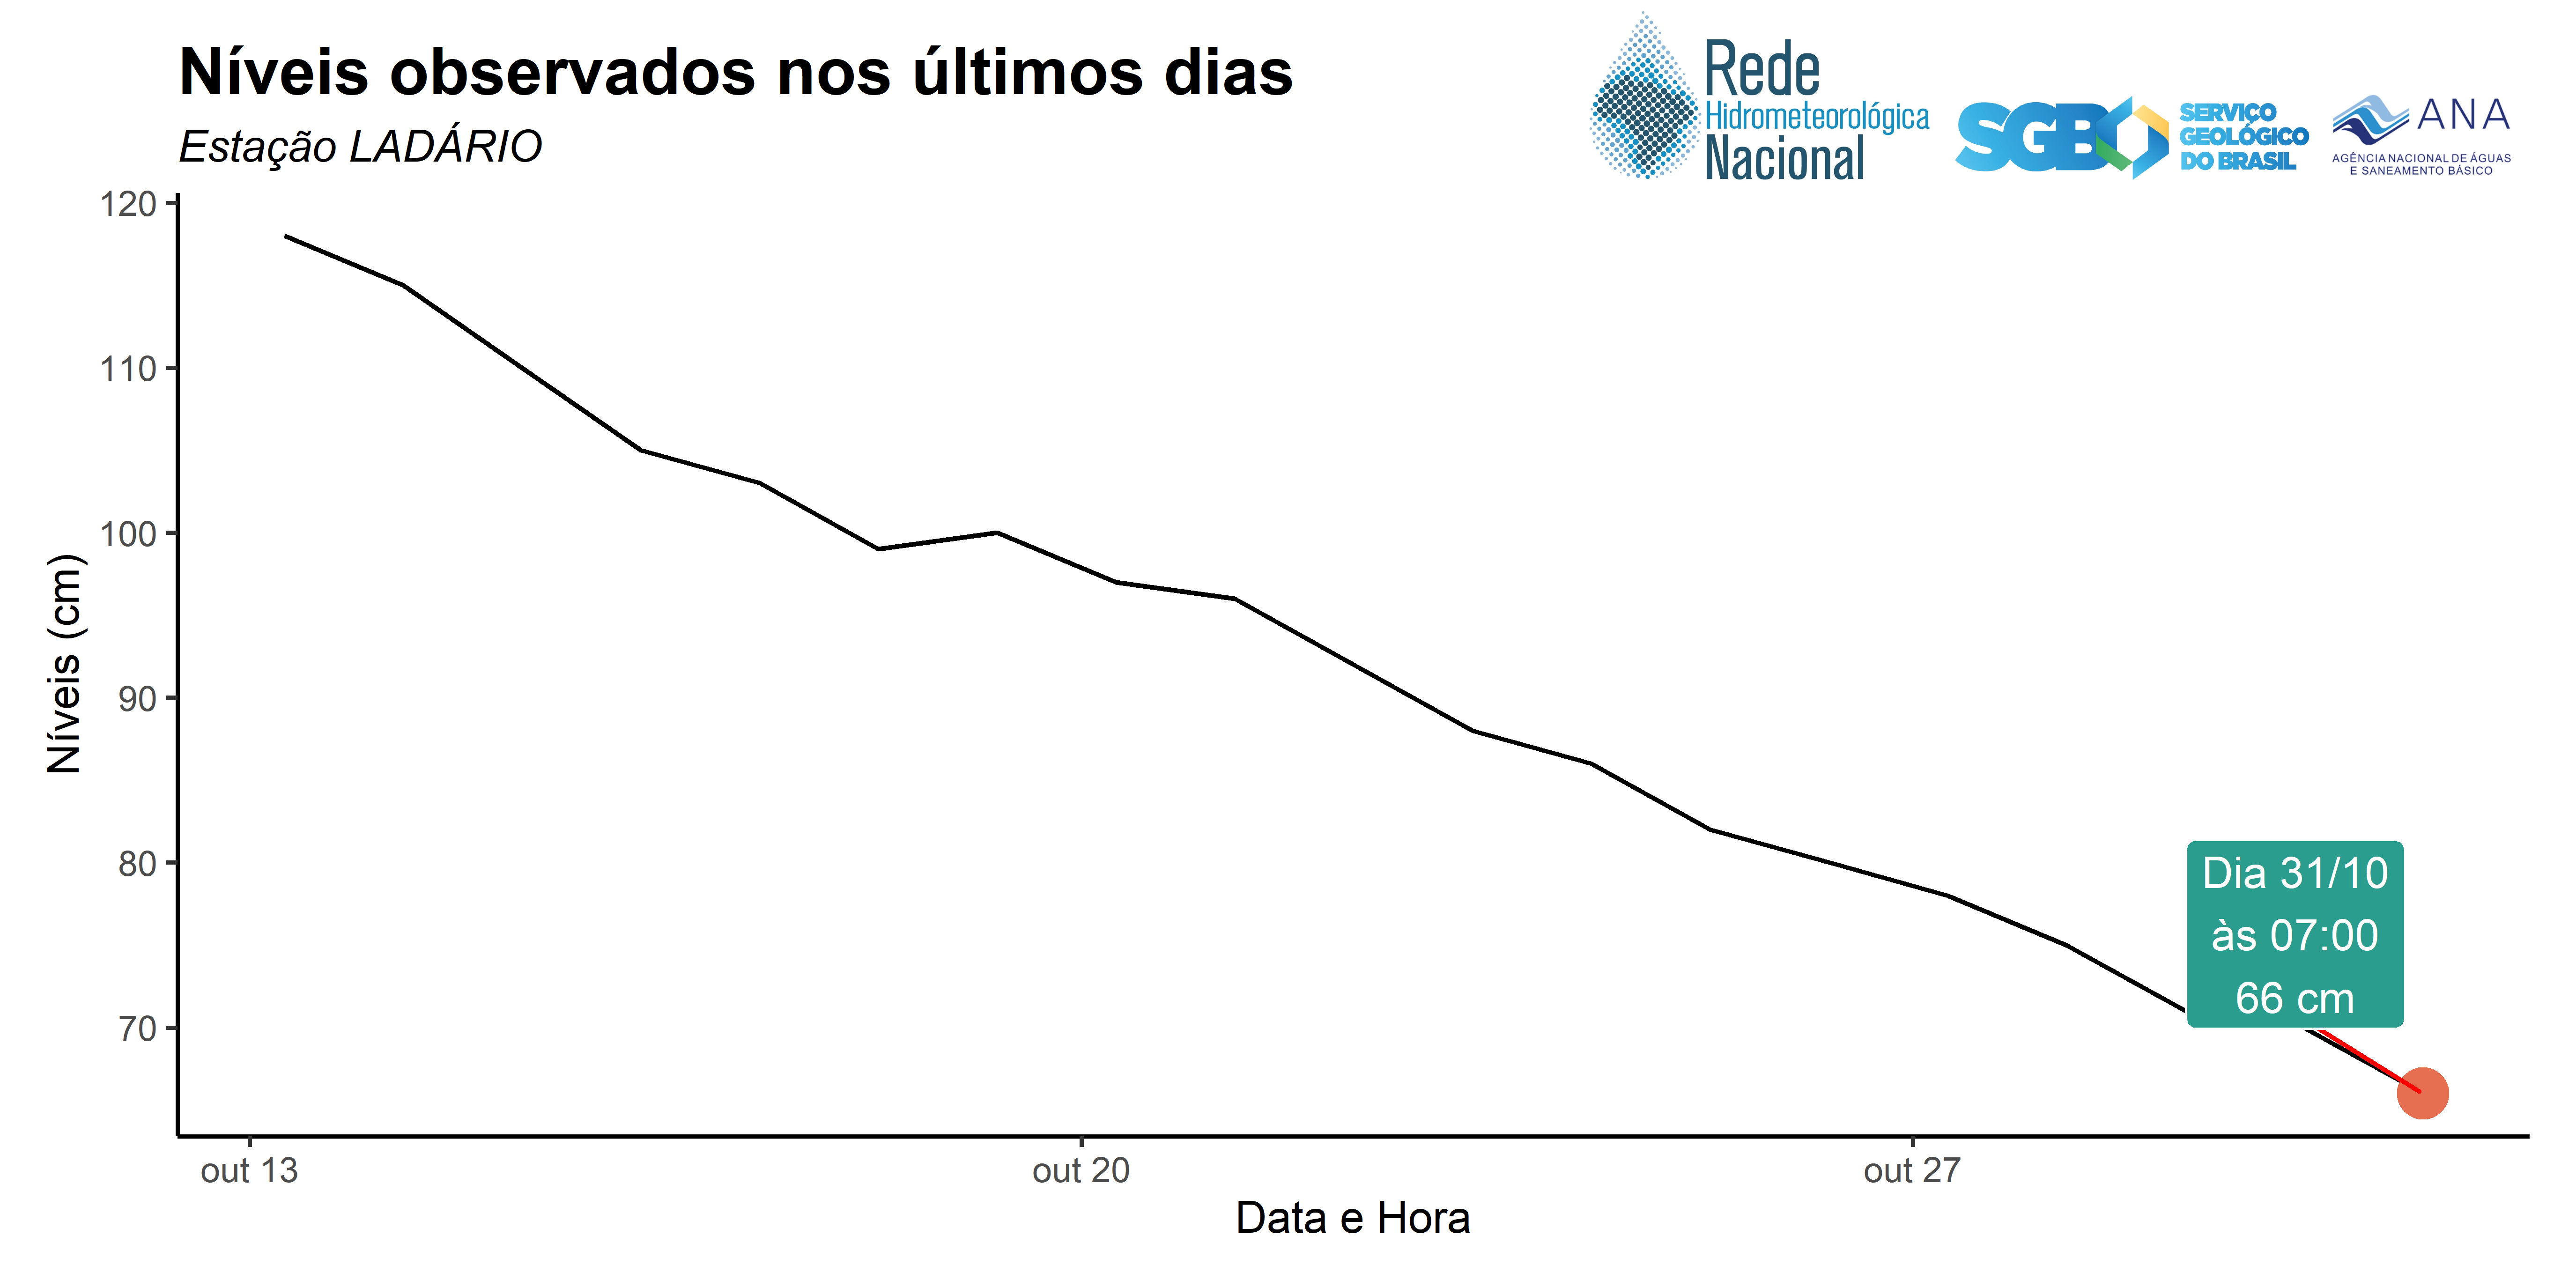 Níveis observados nos últimos dias
Estação LADÁRIO
Rede
Hidrometeorológica
Nacional
SGB
SERVIÇO
GEOLÓGICO
DO BRASIL
ANA
AGÊNCIA NACIONAL DE ÁGUAS
E SANEAMENTO BÁSICO
Níveis (cm)
120
110
100
90
80
70
Dia 31/10
às 07:00
66 cm
out 13
out 20
out 27
Data e Hora